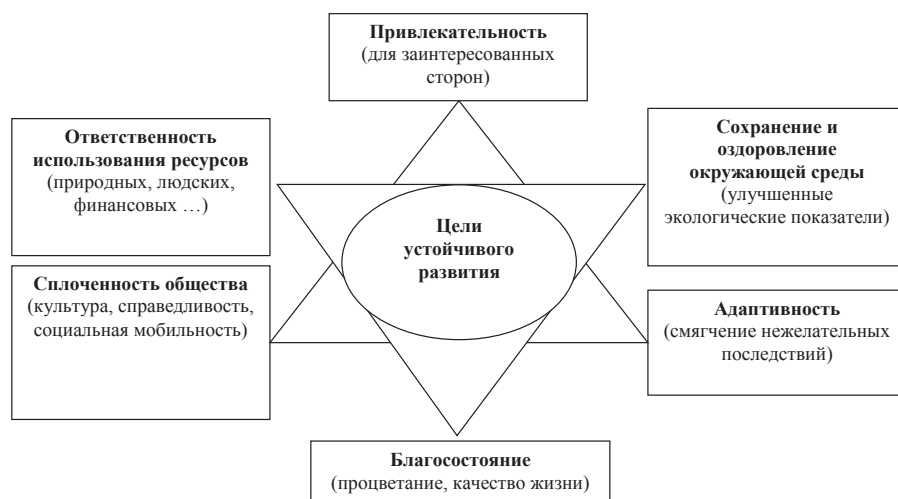 Привлекательность
(для заинтересованных
сторон)
Ответственность
использования ресурсов
(природных, людских,
финансовых …)
Сохранение и
оздоровление
окружающей среды
(улучшенные
экологические показатели)
Цели
устойчивого
развития
Сплоченность общества
(культура, справедливость,
социальная мобильность)
Адаптивность
(смягчение нежелательных
последствий)
Благосостояние
(процветание, качество жизни)